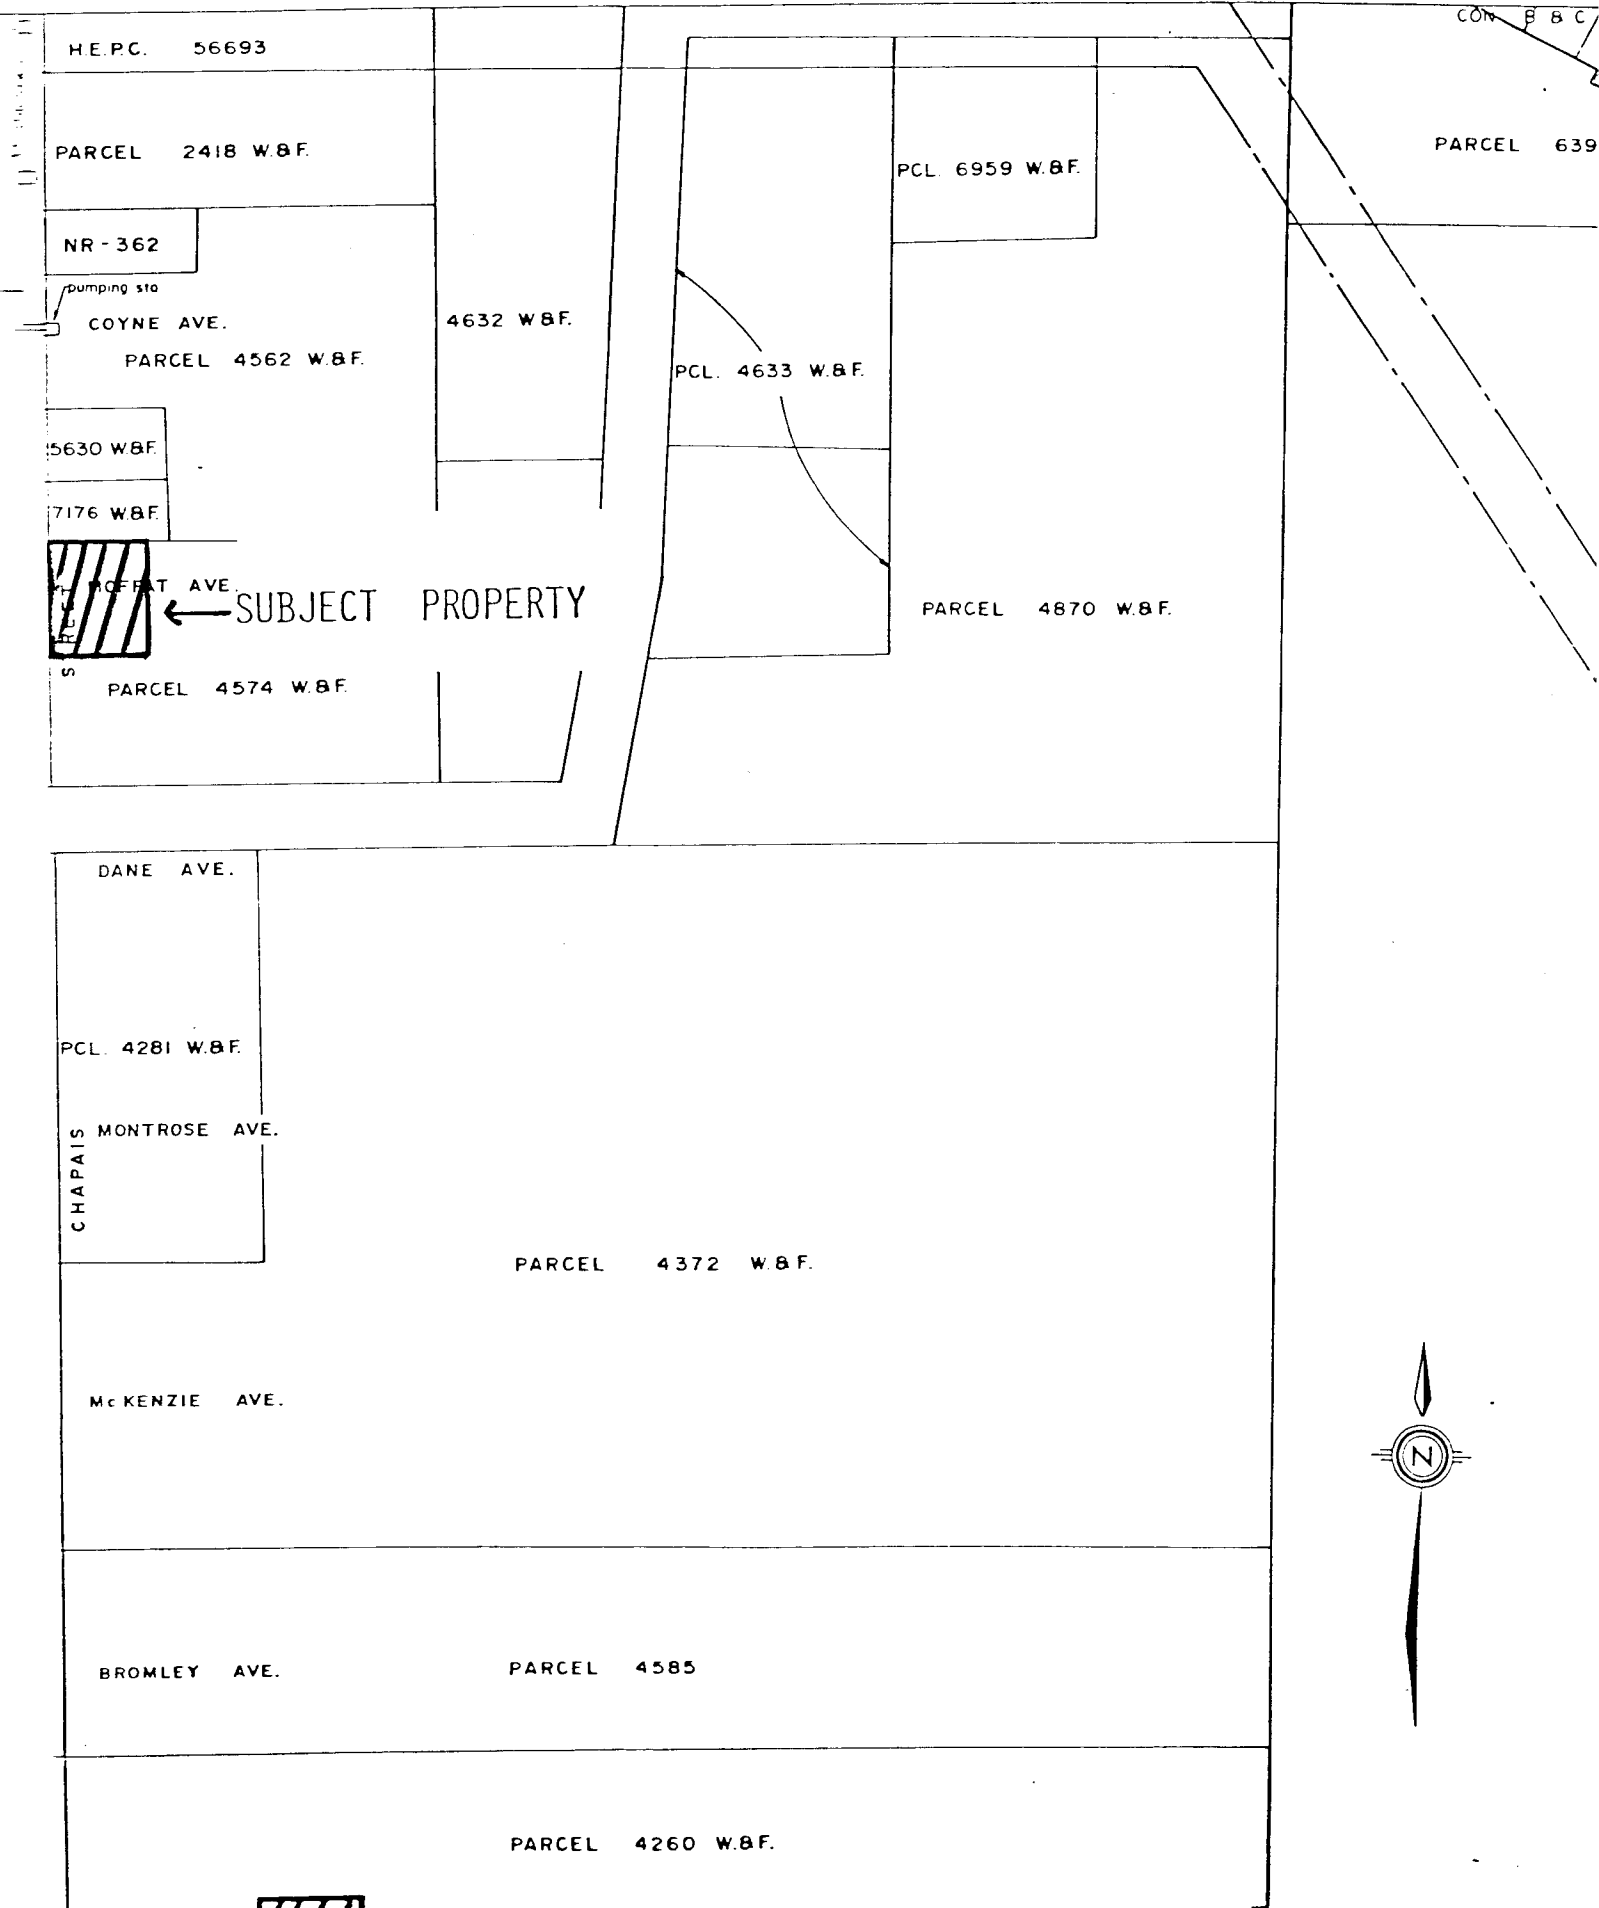 CON B & C
H.E.P.C. 56693
PARCEL 2418 W.&F.
PARCEL 639
PCL. 6959 W.&F.
NR-362
pumping sta
COYNE AVE.
4632 W&F.
PARCEL 4562 W.&F.
PCL. 4633 W.&F.
5630 W.&F.
7176 W.&F.
MOFFAT AVE.
STREET
SUBJECT PROPERTY
PARCEL 4870 W.&F.
PARCEL 4574 W.&F.
DANE AVE.
PCL. 4281 W.&F.
MONTROSE AVE.
CHAPAIS
PARCEL 4372 W.&F.
McKENZIE AVE.
N
BROMLEY AVE.
PARCEL 4585
PARCEL 4260 W.&F.